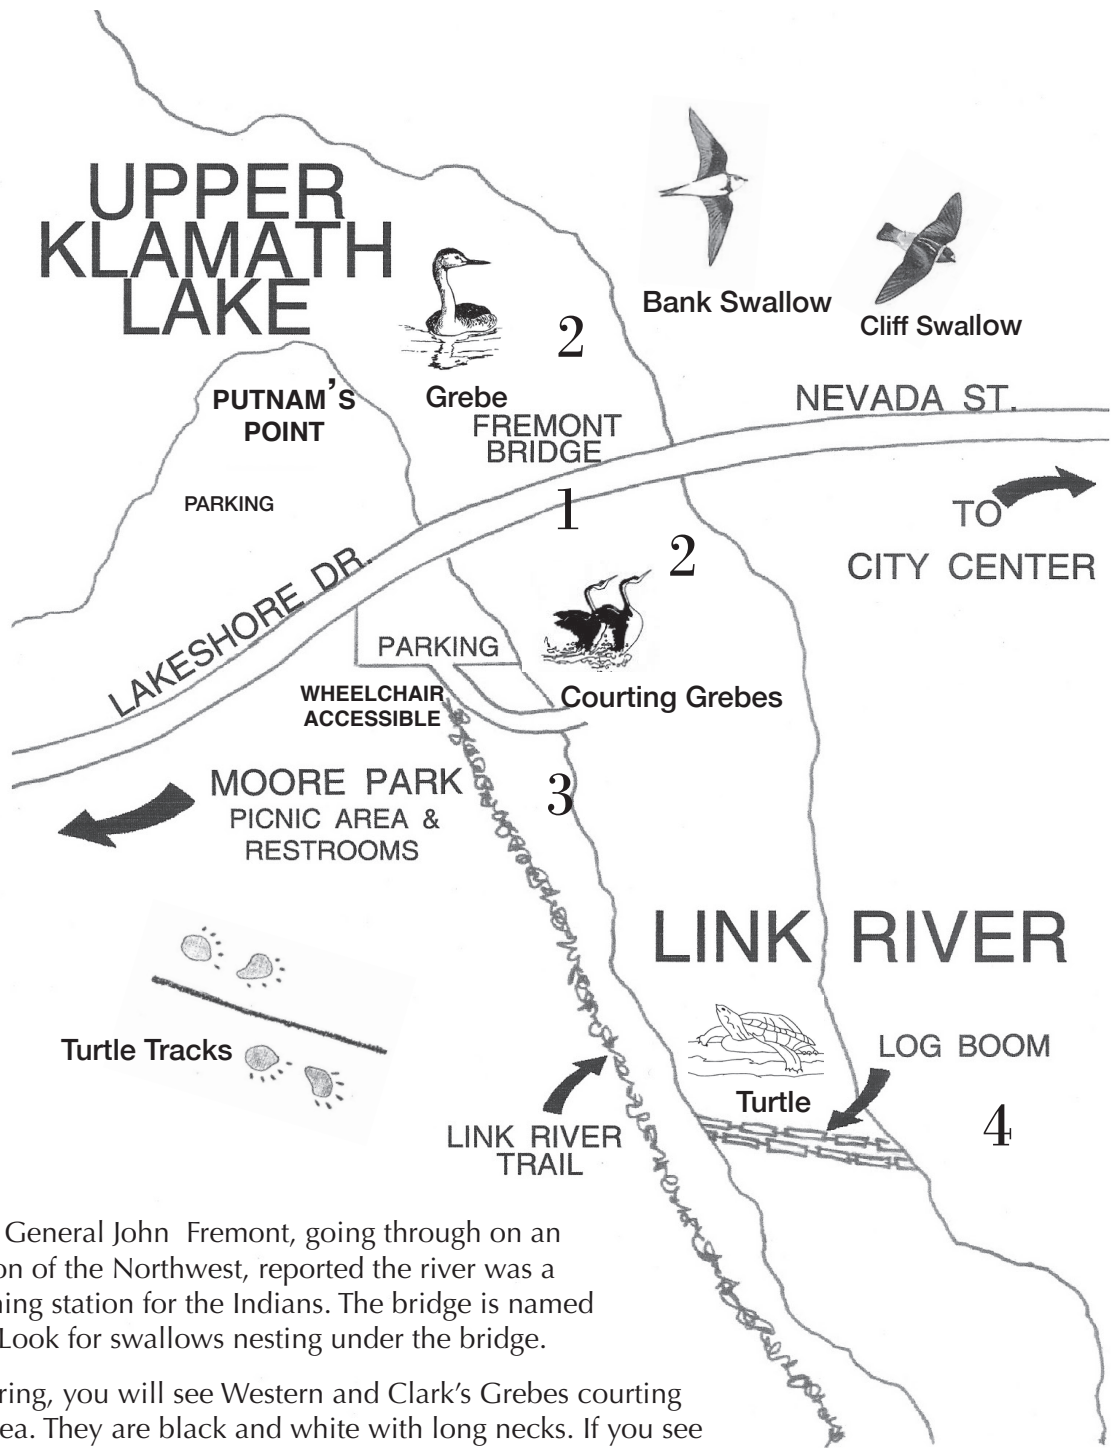 UPPER
KLAMATH
LAKE
2
Bank Swallow
Cliff Swallow
PUTNAM'S
POINT
Grebe
FREMONT
BRIDGE
NEVADA ST.
PARKING
1
TO
CITY CENTER
2
LAKESHORE DR.
PARKING
WHEELCHAIR
ACCESSIBLE
Courting Grebes
MOORE PARK
PICNIC AREA &
RESTROOMS
3
LINK RIVER
Turtle Tracks
LOG BOOM
Turtle
4
LINK RIVER
TRAIL
General John Fremont, going through on an
on of the Northwest, reported the river was a
ing station for the Indians. The bridge is named
Look for swallows nesting under the bridge.
ring, you will see Western and Clark's Grebes courting
ea. They are black and white with long necks. If you see